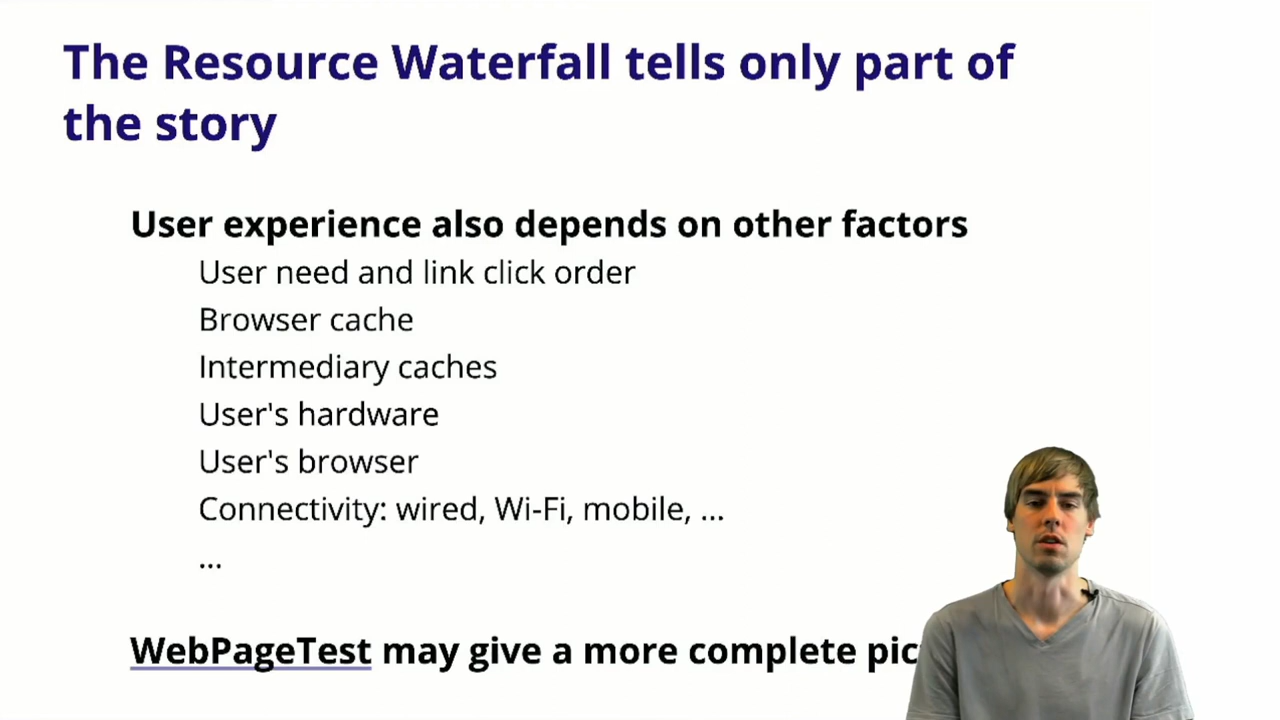 The Resource Waterfall tells only part of
the story
User experience also depends on other factors
User need and link click order
Browser cache
Intermediary caches
User's hardware
User's browser
Connectivity: wired, Wi-Fi, mobile, ...
...
WebPageTest may give a more complete